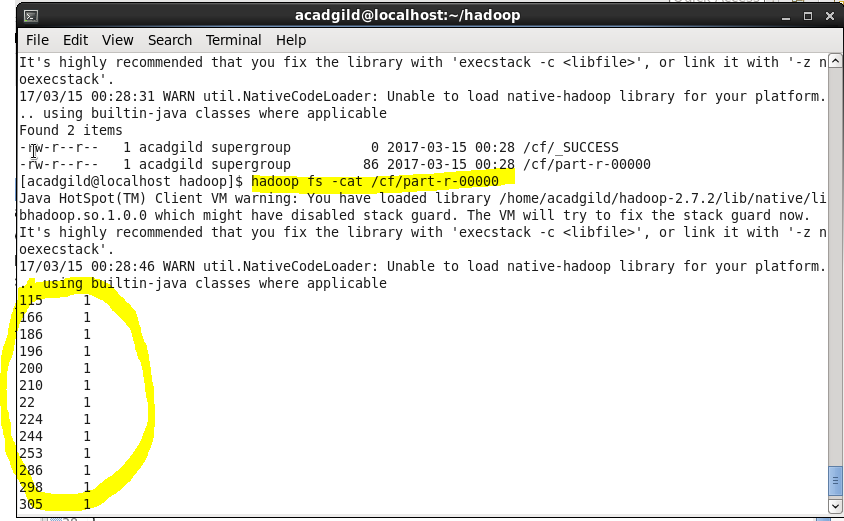 acadgild@localhost:~/hadoop
File Edit View Search Terminal Help
It's highly recommended that you fix the library with 'execstack -c <libfile>', or link it with '-z n
oexecstack'.
17/03/15 00:28:31 WARN util.NativeCodeLoader: Unable to load native-hadoop library for your platform.
.. using builtin-java classes where applicable
Found 2 items
-rw-r--r-- 1 acadgild supergroup 0 2017-03-15 00:28 /cf/_SUCCESS
-rw-r--r-- 1 acadgild supergroup 86 2017-03-15 00:28 /cf/part-r-00000
[acadgild@localhost hadoop]$ hadoop fs -cat /cf/part-r-00000
Java HotSpot(TM) Client VM warning: You have loaded library /home/acadgild/hadoop-2.7.2/lib/native/li
bhadoop.so.1.0.0 which might have disabled stack guard. The VM will try to fix the stack guard now.
It's highly recommended that you fix the library with 'execstack -c <libfile>', or link it with '-z n
oexecstack'.
17/03/15 00:28:46 WARN util.NativeCodeLoader: Unable to load native-hadoop library for your platform.
.. using builtin-java classes where applicable
115 1
166 1
186 1
196 1
200 1
210 1
22 1
224 1
244 1
253 1
286 1
298 1
305 1